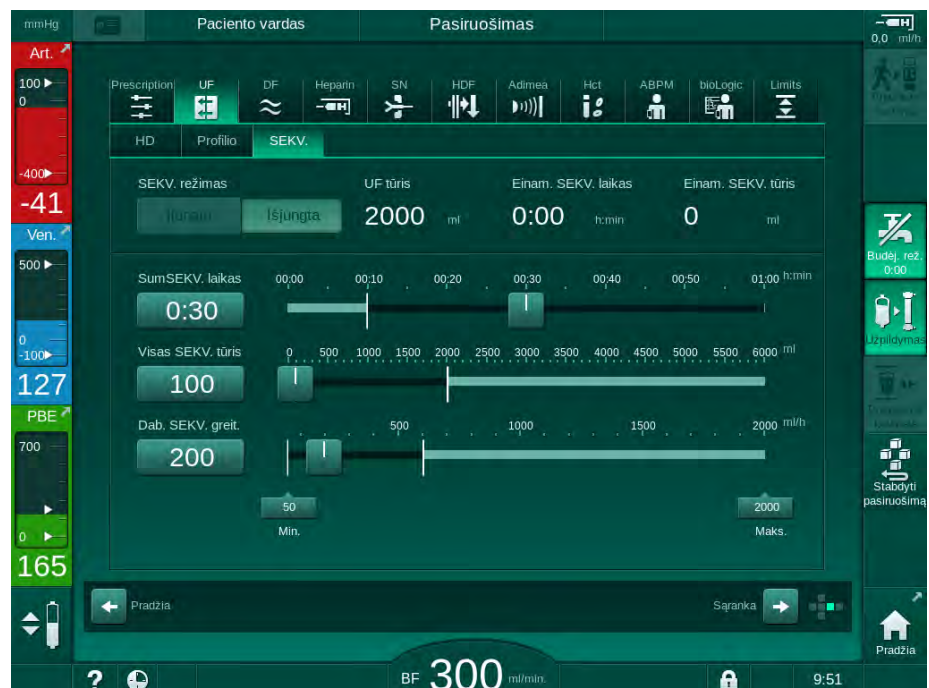 mmHg Paciento vardas Pasiruošimas
0,0 ml/h
Art.
100
0
-400
-41
Ven.
500
0
-100
127
PBE
700
0
165
Prescription UF DF Heparin SN HDF Adimea Hct ABPM bioLogic Limits
HD Profilio SEKV.
SEKV. režimas UF tūris Einam. SEKV. laikas Einam. SEKV. tūris
Išjungta 2000 ml 0:00 h:min 0 ml
SumSEKV. laikas 00:00 00:10 00:20 00:30 00:40 00:50 01:00 h:min
0:30
Visas SEKV. tūris 0 500 1000 1500 2000 2500 3000 3500 4000 4500 5000 5500 6000 ml
100
Dab. SEKV. greit. 500 1000 1500 2000 ml/h
200
50 2000
Min. Maks.
Budėj. rež.
0:00
Užpildymas
Stabdyti
pasiruošimą
Pradžia Sąranka
Pradžia
? BF 300 ml/min. 9:51